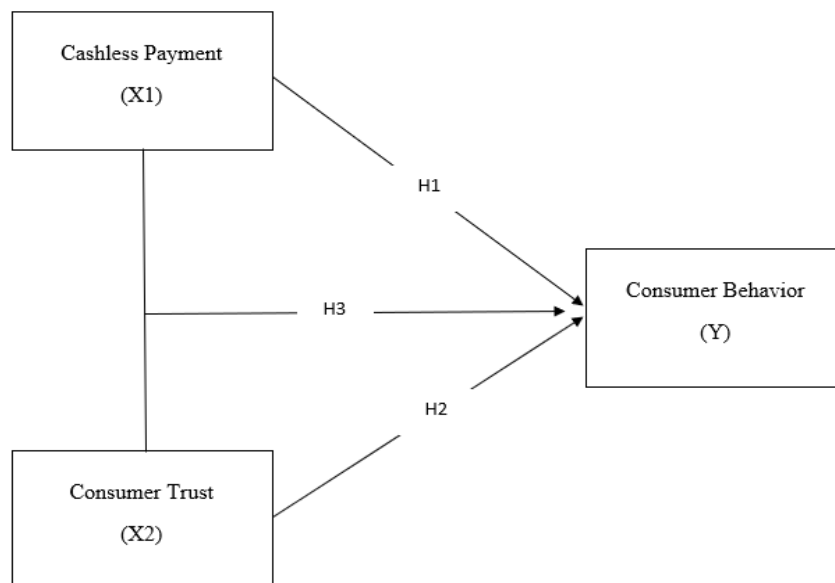 Cashless Payment
(X1)
H1
Consumer Behavior
(Y)
H3
H2
Consumer Trust
(X2)